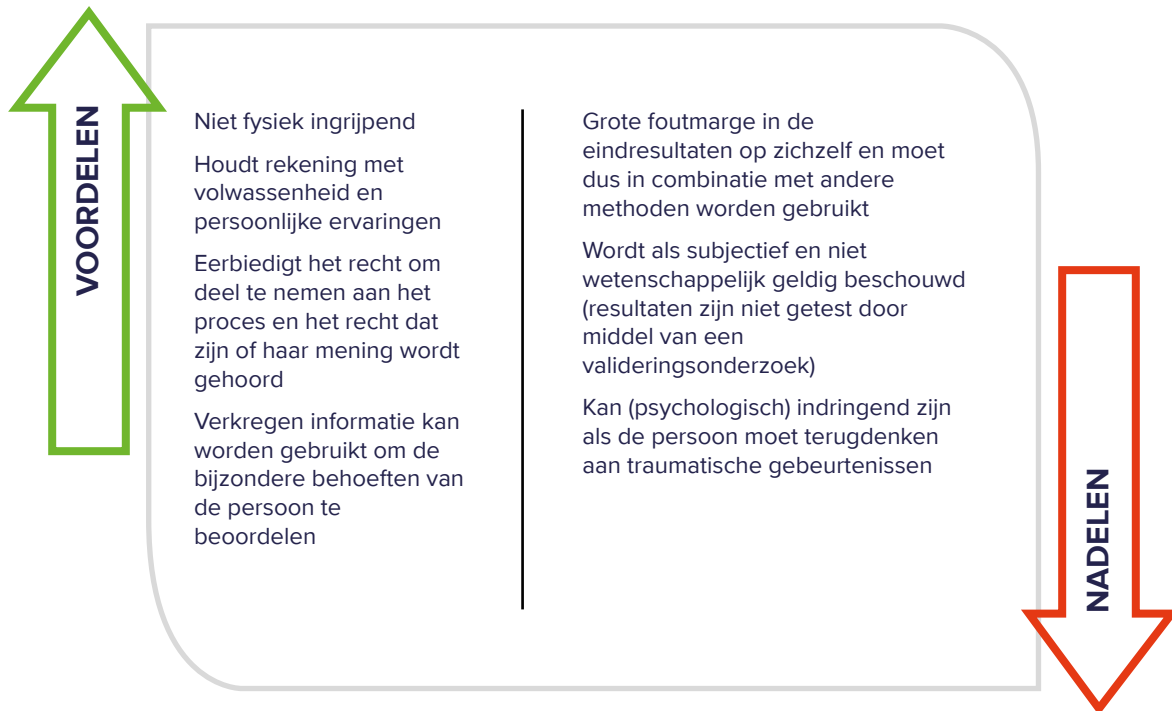 VOORDELEN
Niet fysiek ingrijpend
Houdt rekening met
volwassenheid en
persoonlijke ervaringen
Eerbiedigt het recht om
deel te nemen aan het
proces en het recht dat
zijn of haar mening wordt
gehoord
Verkregen informatie kan
worden gebruikt om de
bijzondere behoeften van
de persoon te
beoordelen
Grote foutmarge in de
eindresultaten op zichzelf en moet
dus in combinatie met andere
methoden worden gebruikt
Wordt als subjectief en niet
wetenschappelijk geldig beschouwd
(resultaten zijn niet getest door
middel van een
valideringsonderzoek)
Kan (psychologisch) indringend zijn
als de persoon moet terugdenken
aan traumatische gebeurtenissen
NADELEN